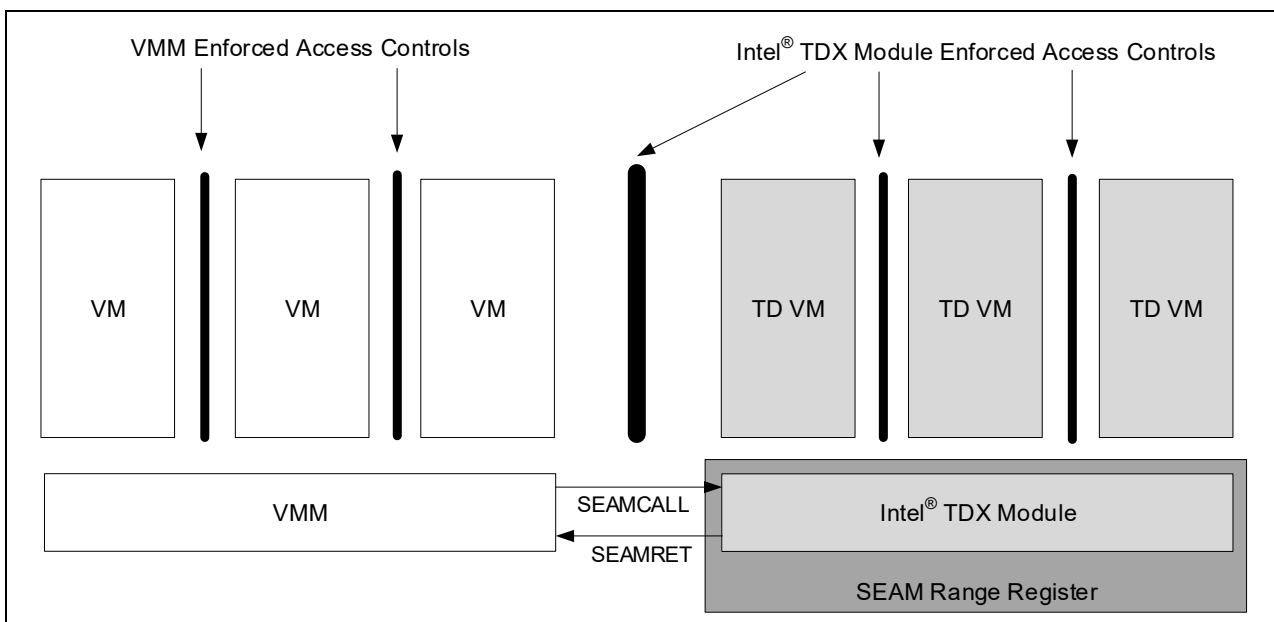 VMM Enforced Access Controls
Intel® TDX Module Enforced Access Controls
VM
VM
VM
TD VM
TD VM
TD VM
VMM
SEAMCALL
SEAMRET
Intel® TDX Module
SEAM Range Register